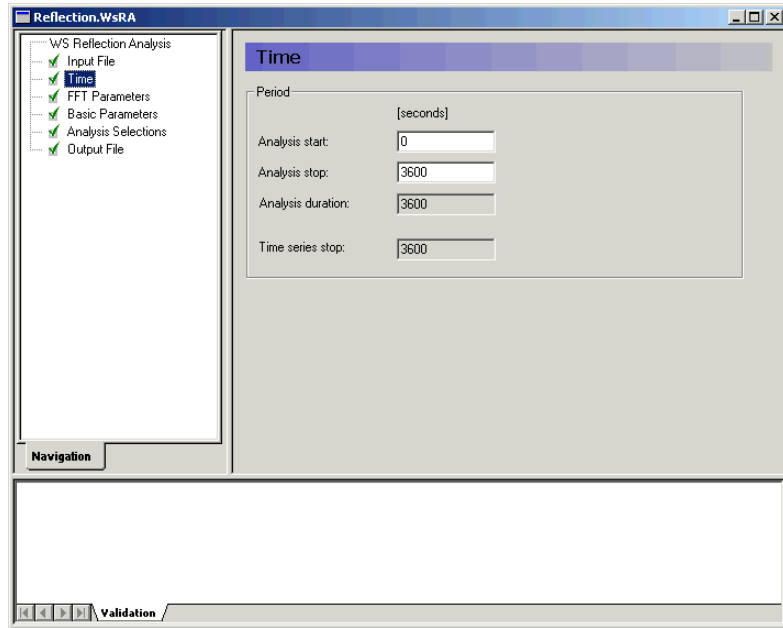 Reflection.WsRA
WS Reflection Analysis
Input File
Time
FFT Parameters
Basic Parameters
Analysis Selections
Output File
Navigation
Time
Period
[seconds]
Analysis start: 0
Analysis stop: 3600
Analysis duration: 3600
Time series stop: 3600
Validation